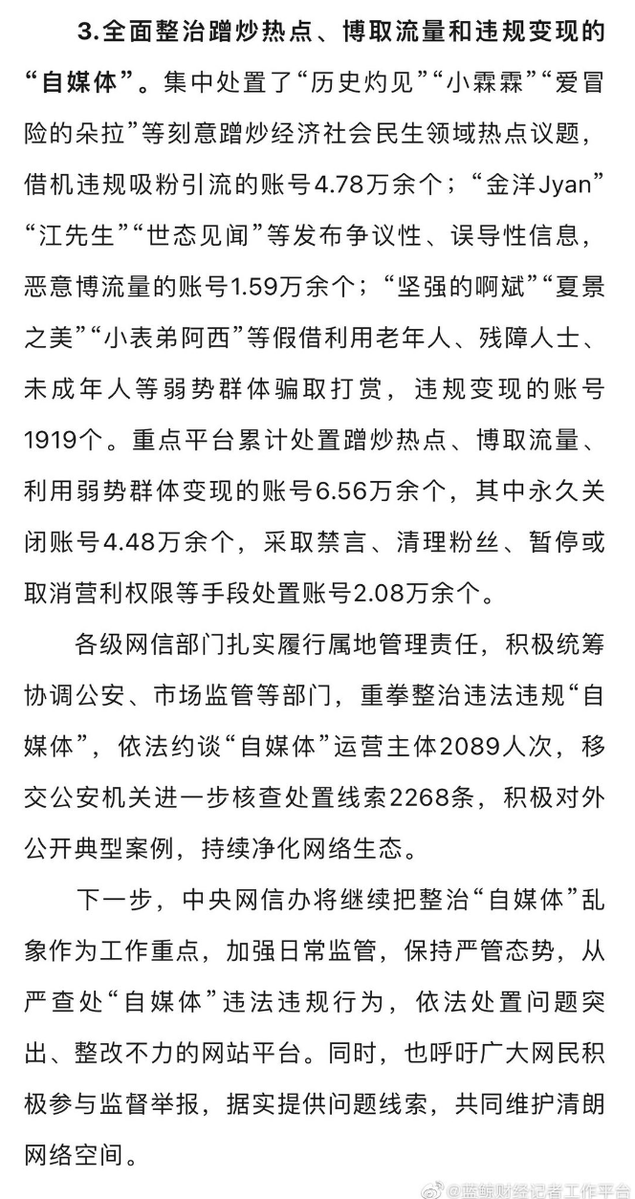 3.全面整治蹭炒热点、博取流量和违规变现的
“自媒体”。集中处置了“历史灼见”“小霖霖”“爱冒
险的朵拉”等刻意蹭炒经济社会民生领域热点议题，
借机违规吸粉引流的账号4.78万余个；“金洋Jyan”
“江先生”“世态见闻”等发布争议性、误导性信息，
恶意博流量的账号1.59万余个；“坚强的啊斌”“夏景
之美”“小表弟阿西”等假借利用老年人、残障人士、
未成年人等弱势群体骗取打赏，违规变现的账号
1919个。重点平台累计处置蹭炒热点、博取流量、
利用弱势群体变现的账号6.56万余个，其中永久关
闭账号4.48万余个，采取禁言、清理粉丝、暂停或
取消营利权限等手段处置账号2.08万余个。
各级网信部门扎实履行属地管理责任，积极统筹
协调公安、市场监管等部门，重拳整治违法违规“自
媒体”，依法约谈“自媒体”运营主体2089人次，移
交公安机关进一步核查处置线索2268条，积极对外
公开典型案例，持续净化网络生态。
下一步，中央网信办将继续把整治“自媒体”乱
象作为工作重点，加强日常监管，保持严管态势，从
严查处“自媒体”违法违规行为，依法处置问题突
出、整改不力的网站平台。同时，也呼吁广大网民积
极参与监督举报，据实提供问题线索，共同维护清朗
网络空间。
@蓝鲸财经记者工作平台